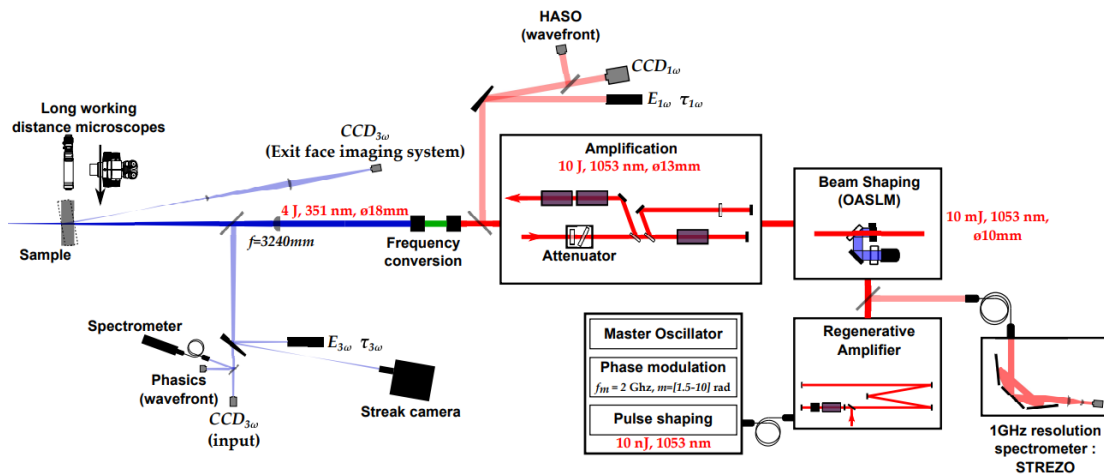 HASO
(wavefront)
CCD1ω
E1ω τ1ω
Long working
distance microscopes
CCD3ω
(Exit face imaging system)
Amplification
10 J, 1053 nm, ø13mm
Attenuator
Beam Shaping
(OASLM)
10 mJ, 1053 nm,
ø10mm
4 J, 351 nm, ø18mm
f=3240mm
Sample
Frequency
conversion
Spectrometer
Phasics
(wavefront)
CCD3ω
(input)
E3ω τ3ω
Streak camera
Master Oscillator
Phase modulation
fm = 2 Ghz, m=[1.5-10] rad
Pulse shaping
10 nJ, 1053 nm
Regenerative
Amplifier
1GHz resolution
spectrometer :
STREZO